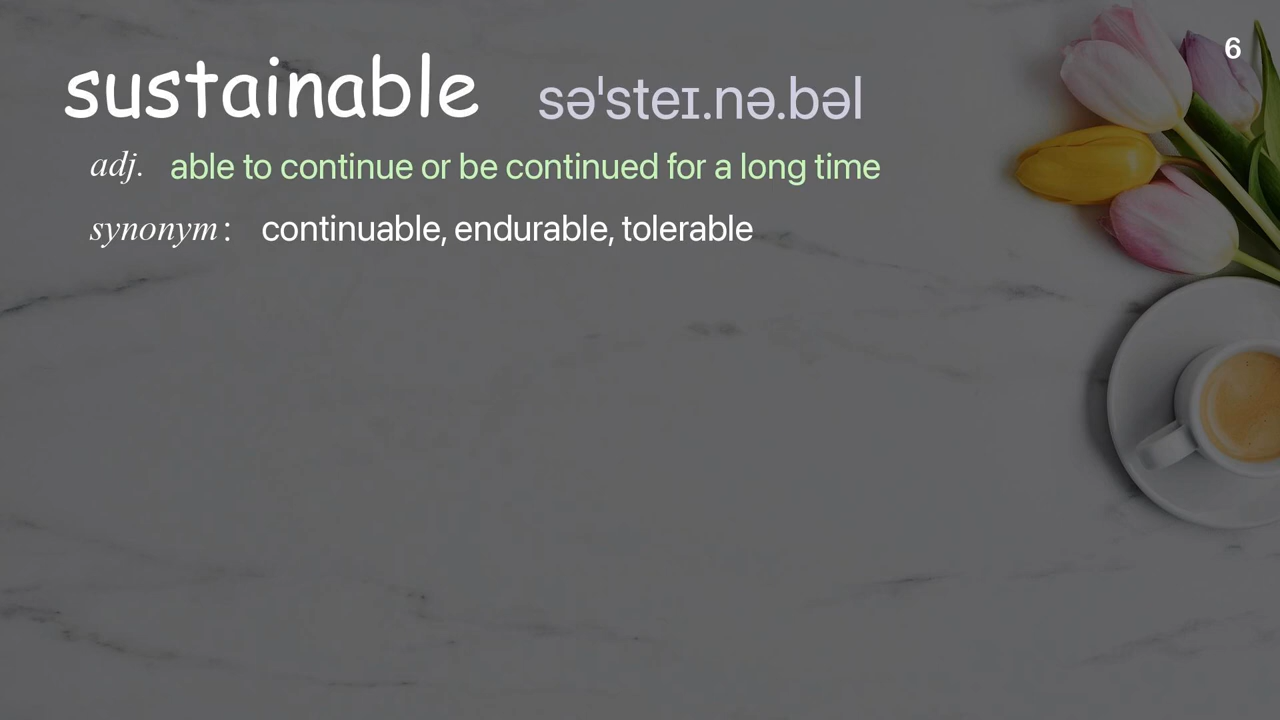 6
sustainable səˈsteɪ.nə.bəl
adj. able to continue or be continued for a long time
synonym: continuable, endurable, tolerable